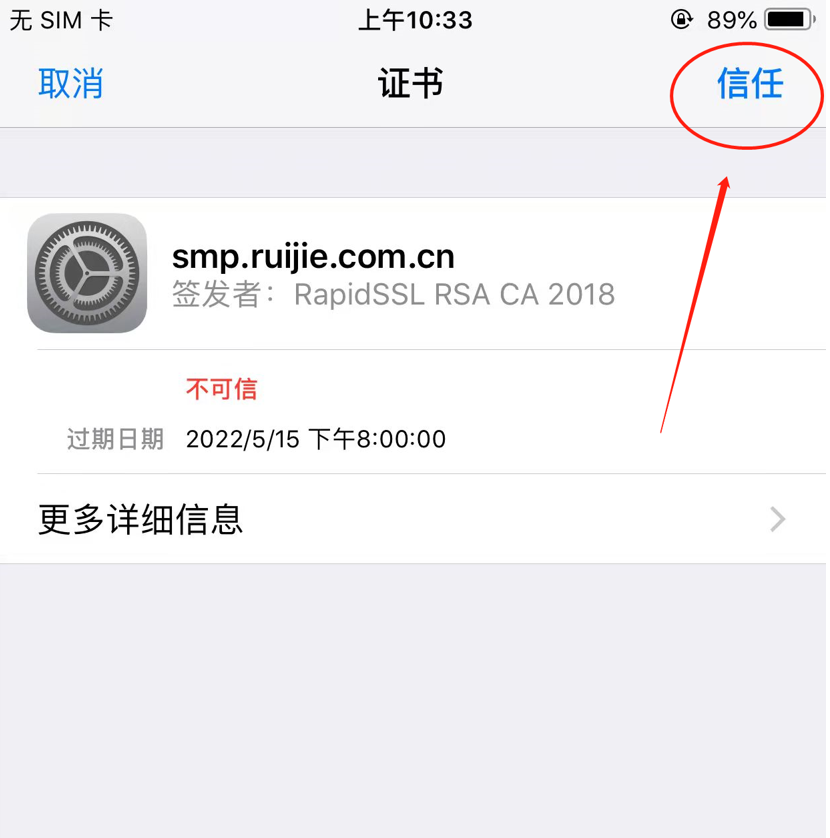 无 SIM 卡 上午10:33 89%
取消 证书 信任
smp.ruijie.com.cn
签发者：RapidSSL RSA CA 2018
不可信
过期日期 2022/5/15 下午8:00:00
更多详细信息